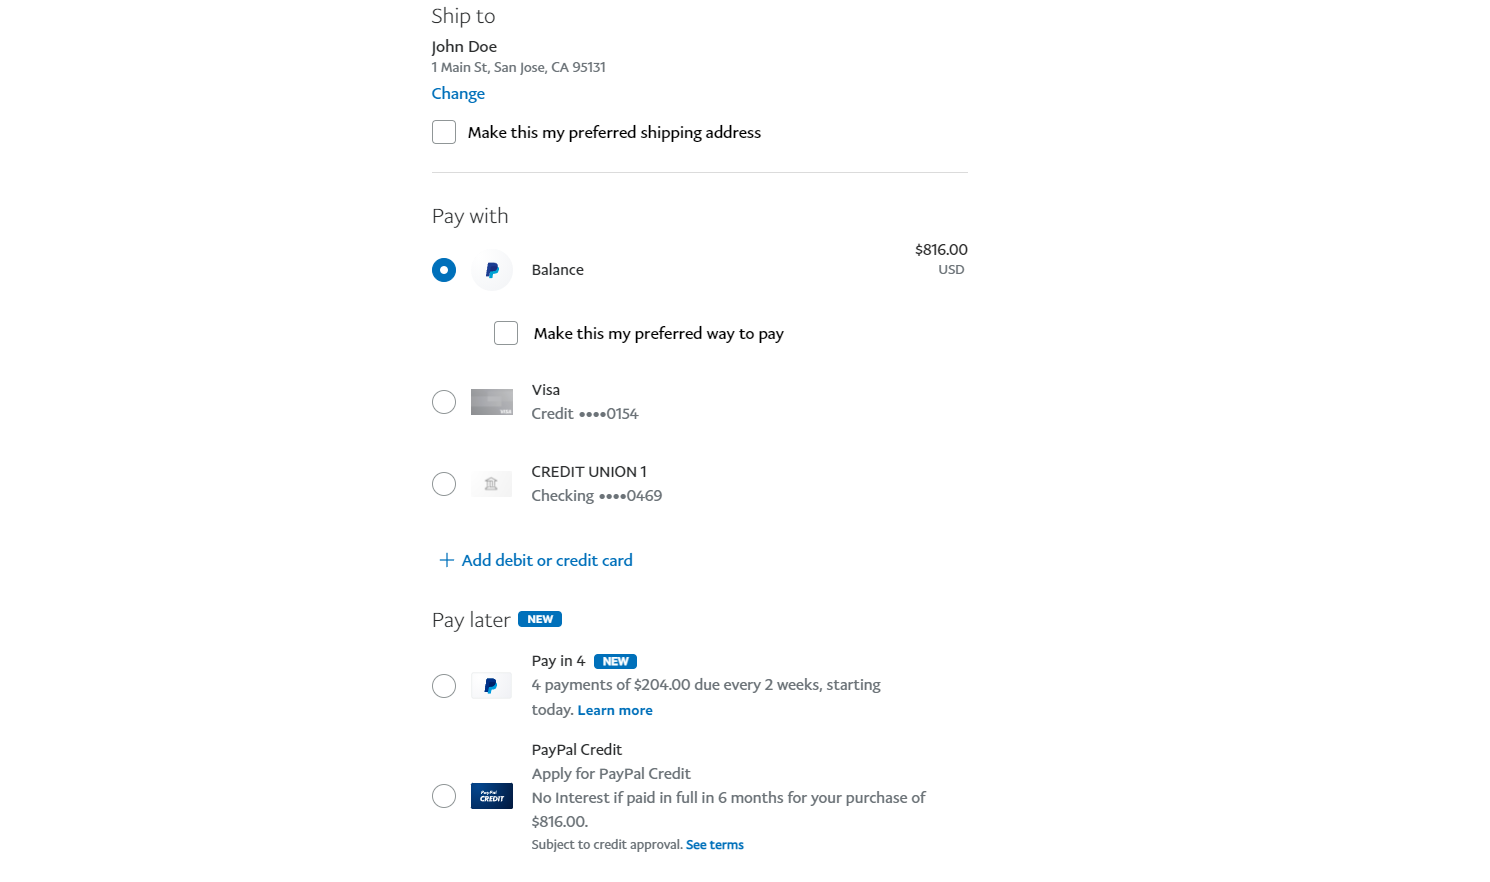 Ship to
John Doe
1 Main St, San Jose, CA 95131
Change
Make this my preferred shipping address
Pay with
Balance
$816.00
USD
Make this my preferred way to pay
Visa
VISA
Credit ••••0154
CREDIT UNION 1
Checking ••••0469
+ Add debit or credit card
Pay later NEW
Pay in 4 NEW
4 payments of $204.00 due every 2 weeks, starting
today. Learn more
PayPal Credit
Apply for PayPal Credit
PayPal
CREDIT
No Interest if paid in full in 6 months for your purchase of
$816.00.
Subject to credit approval. See terms